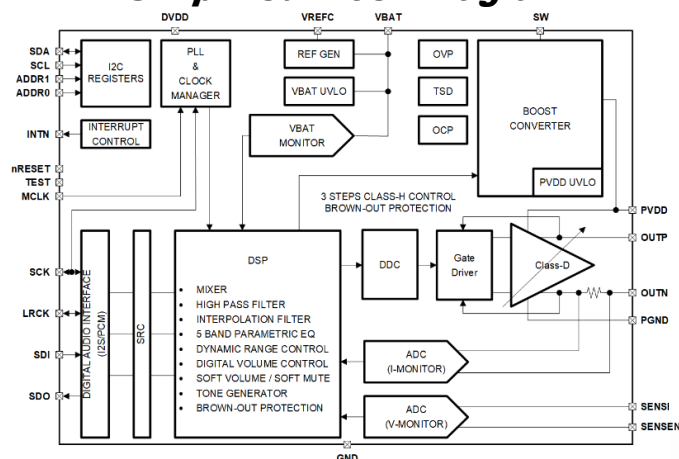 DVDD VREFC VBAT SW
SDA
SCL
ADDR1
ADDR0
I2C
REGISTERS
PLL
&
CLOCK
MANAGER
REF GEN
VBAT UVLO
VBAT
MONITOR
OVP
TSD
OCP
BOOST
CONVERTER
PVDD UVLO
INTN
INTERRUPT
CONTROL
nRESET
TEST
MCLK
3 STEPS CLASS-H CONTROL
BROWN-OUT PROTECTION
PVDD
OUTP
OUTN
PGND
SCK
LRCK
SDI
SDO
DIGITAL AUDIO INTERFACE
(I2S/PCM)
SRC
DSP
• MIXER
• HIGH PASS FILTER
• INTERPOLATION FILTER
• 5 BAND PARAMETRIC EQ
• DYNAMIC RANGE CONTROL
• DIGITAL VOLUME CONTROL
• SOFT VOLUME / SOFT MUTE
• TONE GENERATOR
• BROWN-OUT PROTECTION
DDC
Gate
Driver
Class-D
ADC
(I-MONITOR)
ADC
(V-MONITOR)
SENSI
SENSEN
GND